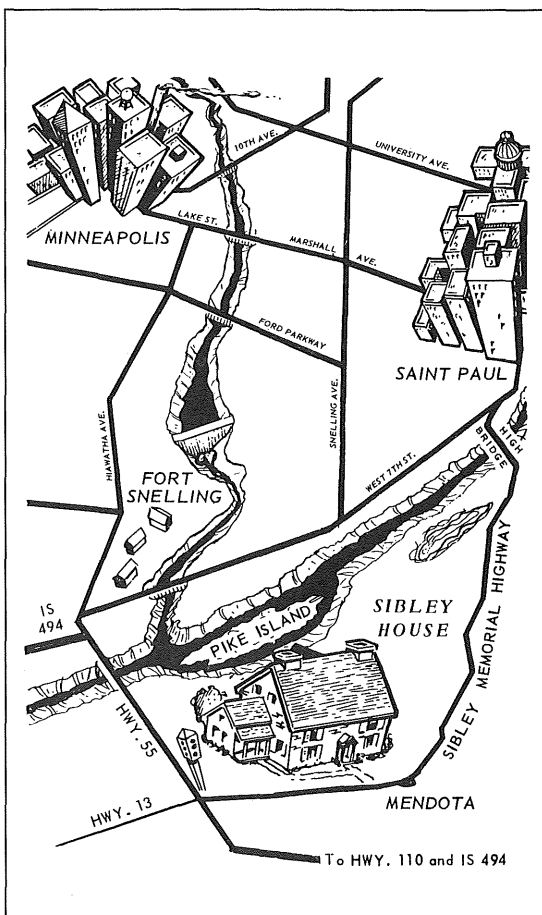 10TH AVE.
UNIVERSITY AVE.
LAKE ST.
MARSHALL AVE.
MINNEAPOLIS
FORD PARKWAY
SAINT PAUL
HIAWATHA AVE.
SNELLING AVE.
WEST 7TH ST.
HIGH
BRIDGE
FORT
SNELLING
IS
494
SIBLEY
HOUSE
PIKE ISLAND
SIBLEY MEMORIAL HIGHWAY
HWY. 55
HWY. 13
MENDOTA
To HWY. 110 and IS 494